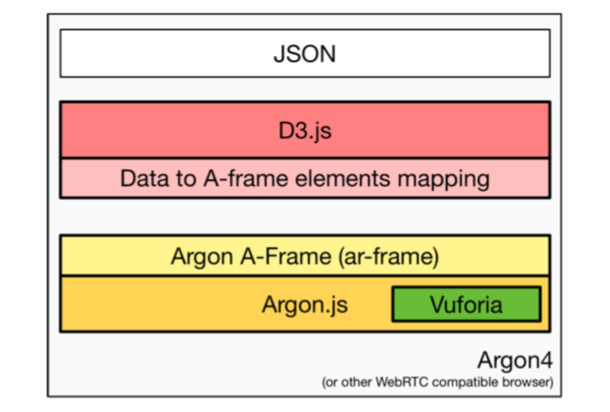 JSON
D3.js
Data to A-frame elements mapping
Argon A-Frame (ar-frame)
Argon.js
Vuforia
Argon4
(or other WebRTC compatible browser)